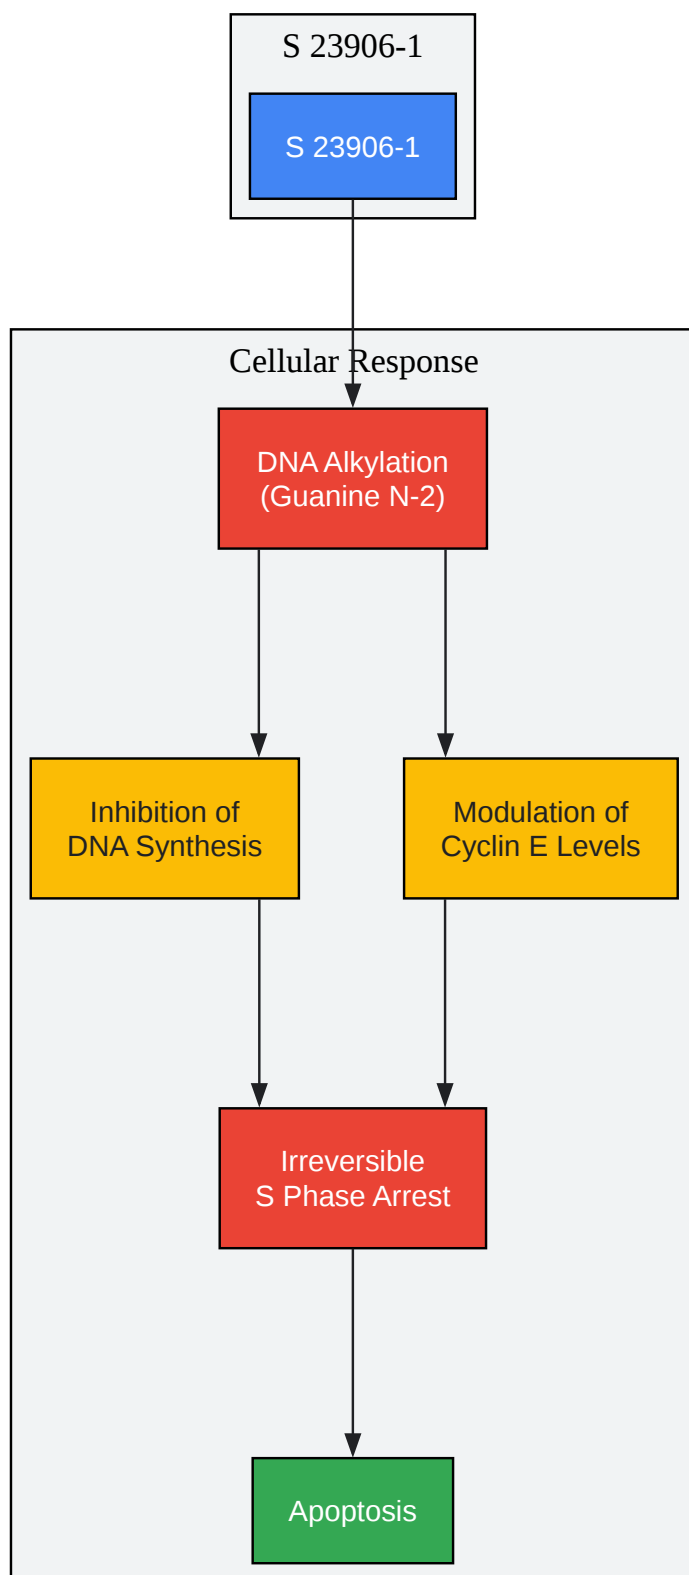 S 23906-1
S 23906-1
Cellular Response
DNA Alkylation
(Guanine N-2)
Inhibition of
DNA Synthesis
Modulation of
Cyclin E Levels
Irreversible
S Phase Arrest
Apoptosis